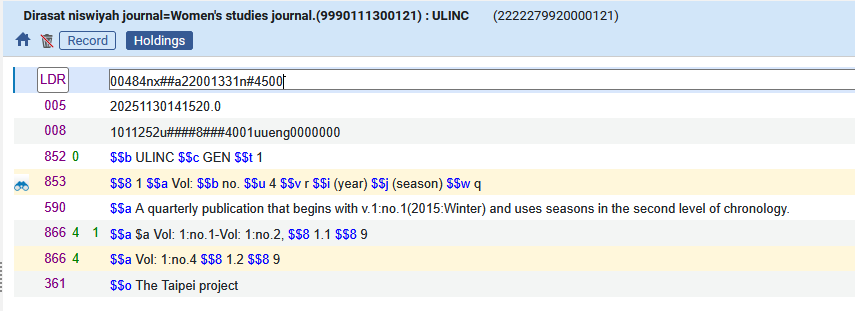 Dirasat niswiyah journal=Women's studies journal.(9990111300121) : ULINC (2222279920000121)
Record Holdings
LDR 00484nx##a22001331n#4500
005 20251130141520.0
008 1011252u####8###4001uueng0000000
852 0 $$b ULINC $$c GEN $$t 1
853 $$8 1 $$a Vol: $$b no. $$u 4 $$v r $$i (year) $$j (season) $$w q
590 $$a A quarterly publication that begins with v.1:no.1(2015:Winter) and uses seasons in the second level of chronology.
866 4 1 $$a $a Vol: 1:no.1-Vol: 1:no.2, $$8 1.1 $$8 9
866 4 $$a Vol: 1:no.4 $$8 1.2 $$8 9
361 $$o The Taipei project